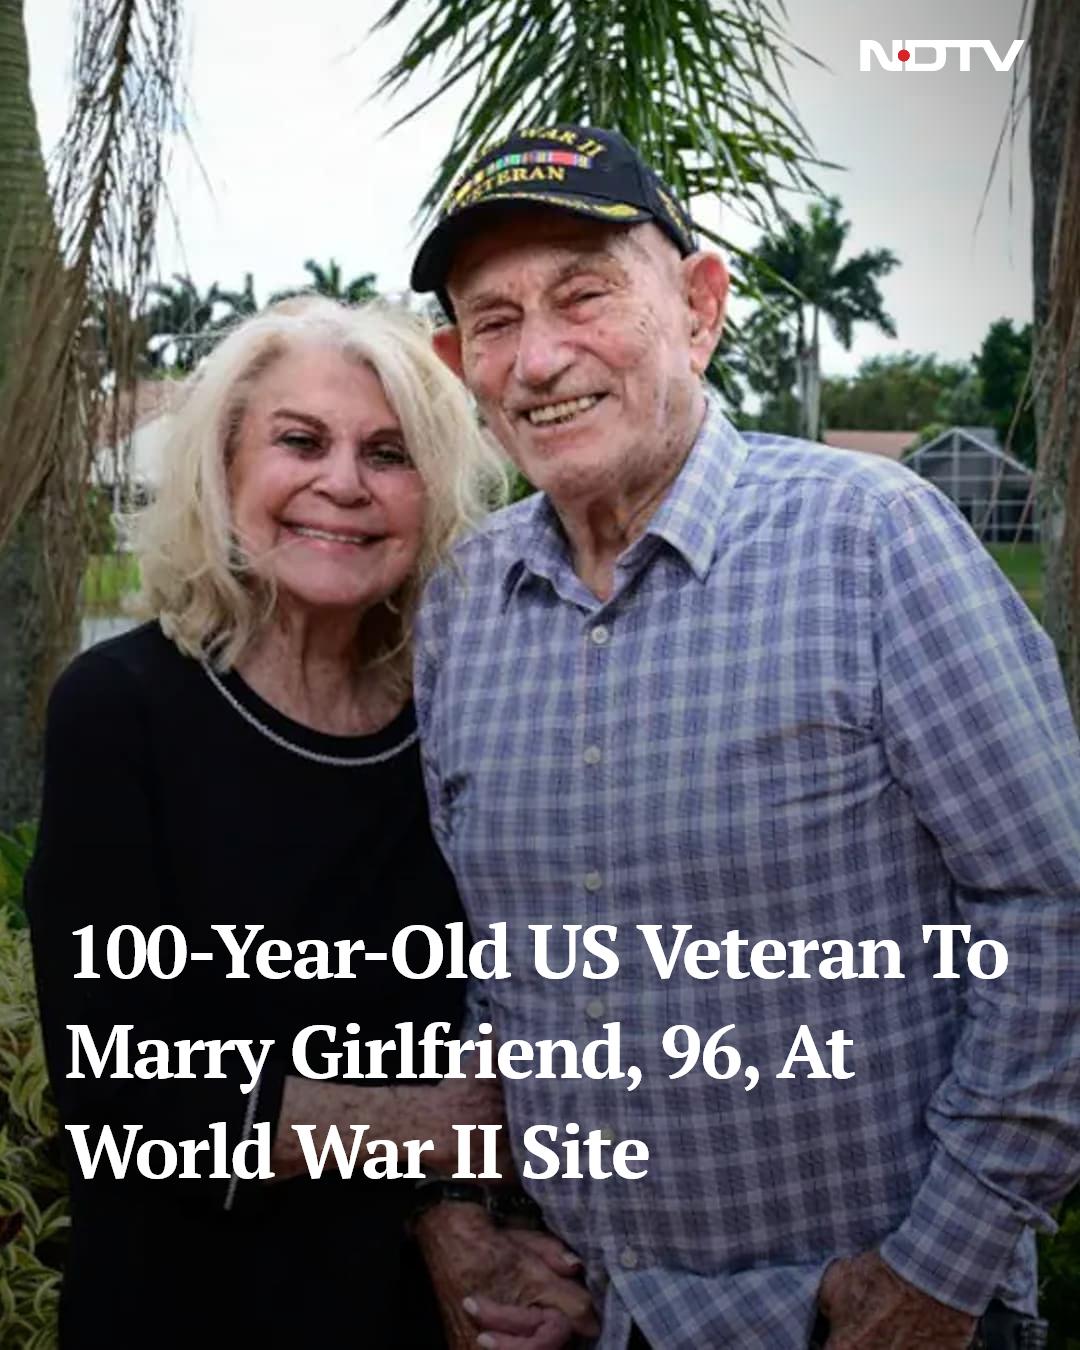 NDTV
WAR II
VETERAN
100-Year-Old US Veteran To
Marry Girlfriend, 96, At
World War II Site